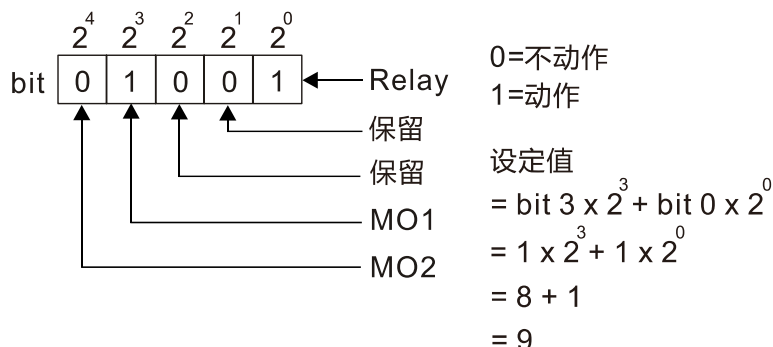 2⁴ 2³ 2² 2¹ 2⁰
bit 0 1 0 0 1 Relay
保留
保留
MO1
MO2
0=不动作
1=动作
设定值
= bit 3 x 2³ + bit 0 x 2⁰
= 1 x 2³ + 1 x 2⁰
= 8 + 1
= 9